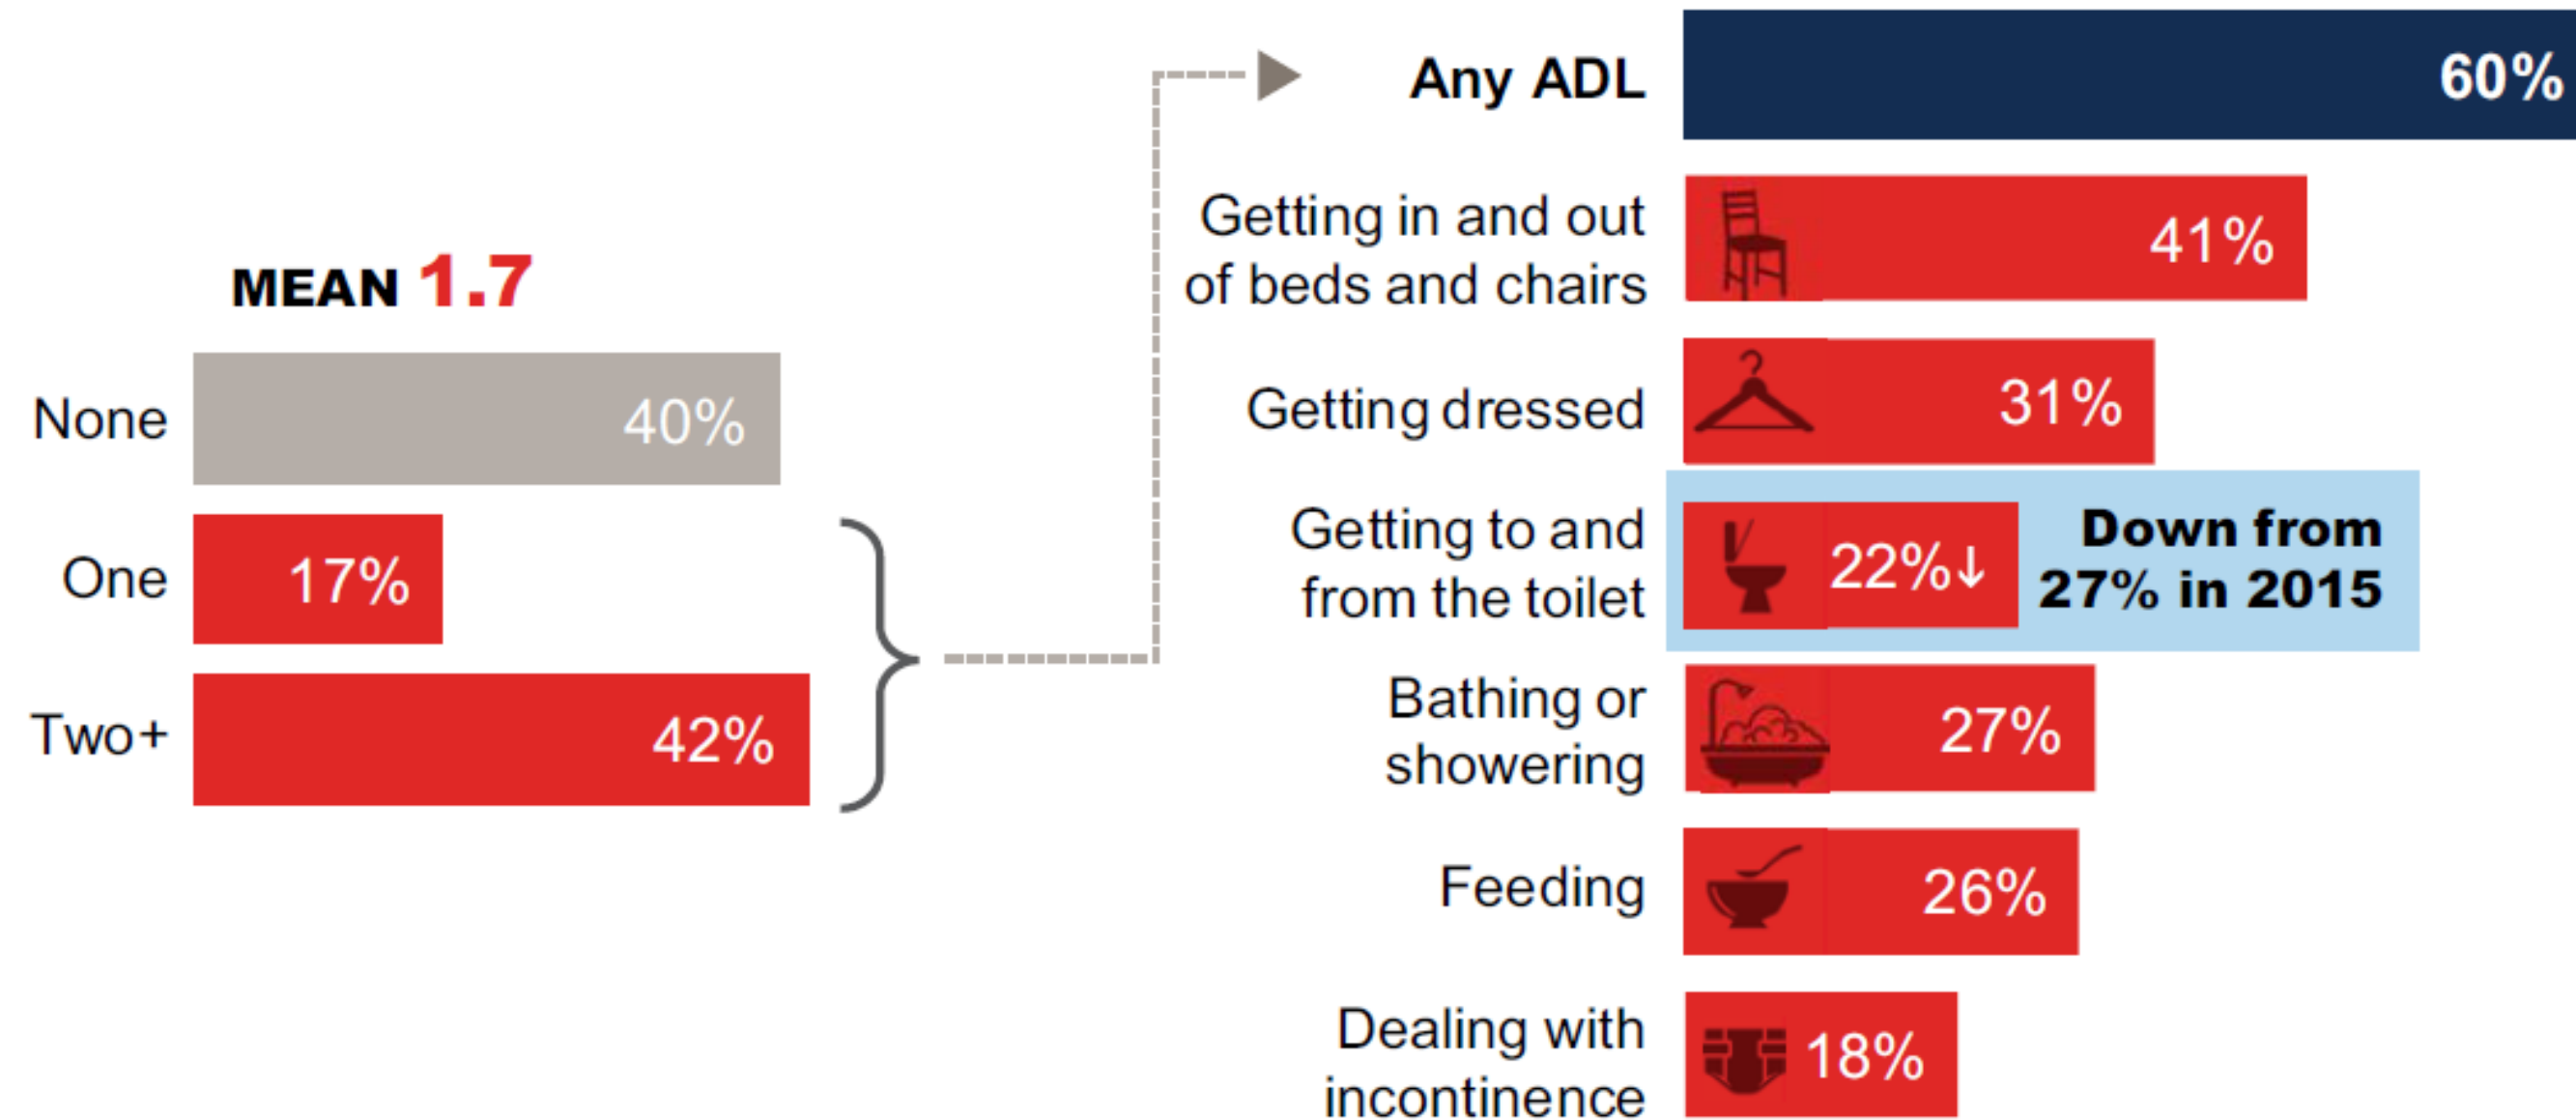 MEAN 1.7
None 40%
One 17%
Two+ 42%
Any ADL 60%
Getting in and out
of beds and chairs
41%
Getting dressed 31%
Getting to and
from the toilet
22%↓
Down from
27% in 2015
Bathing or
showering
27%
Feeding 26%
Dealing with
incontinence
18%